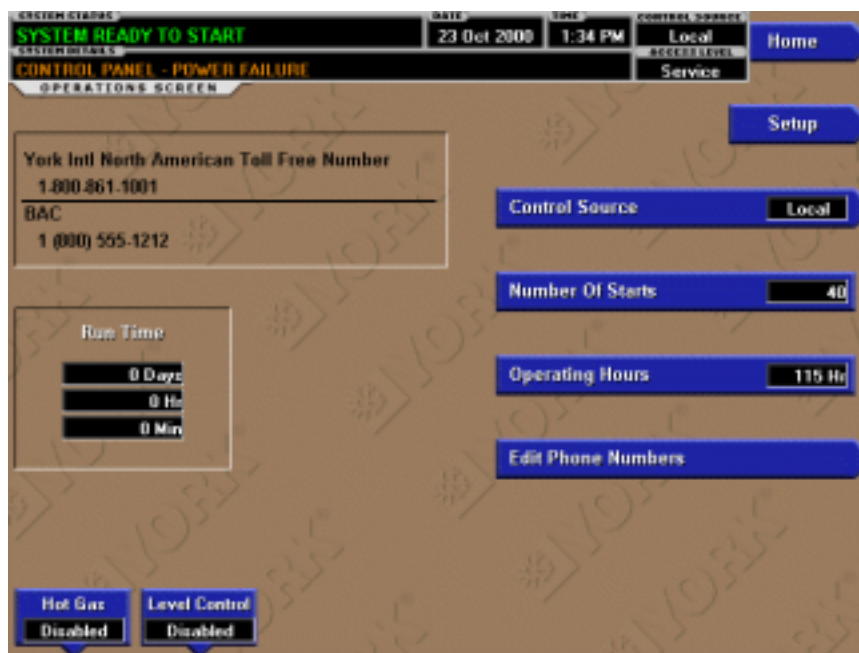 SYSTEM STATUS
SYSTEM READY TO START
SYSTEM DETAILS
CONTROL PANEL - POWER FAILURE
DATE
23 Oct 2000
TIME
1:34 PM
CONTROL SOURCE
Local
ACCESS LEVEL
Service
Home
OPERATIONS SCREEN
Setup
York Intl North American Toll Free Number
1-800-861-1001
BAC
1 (000) 555-1212
Control Source
Local
Number Of Starts
40
Run Time
0 Days
0 Hr
0 Min
Operating Hours
115 Hr
Edit Phone Numbers
Hot Gas
Disabled
Level Control
Disabled
YORK